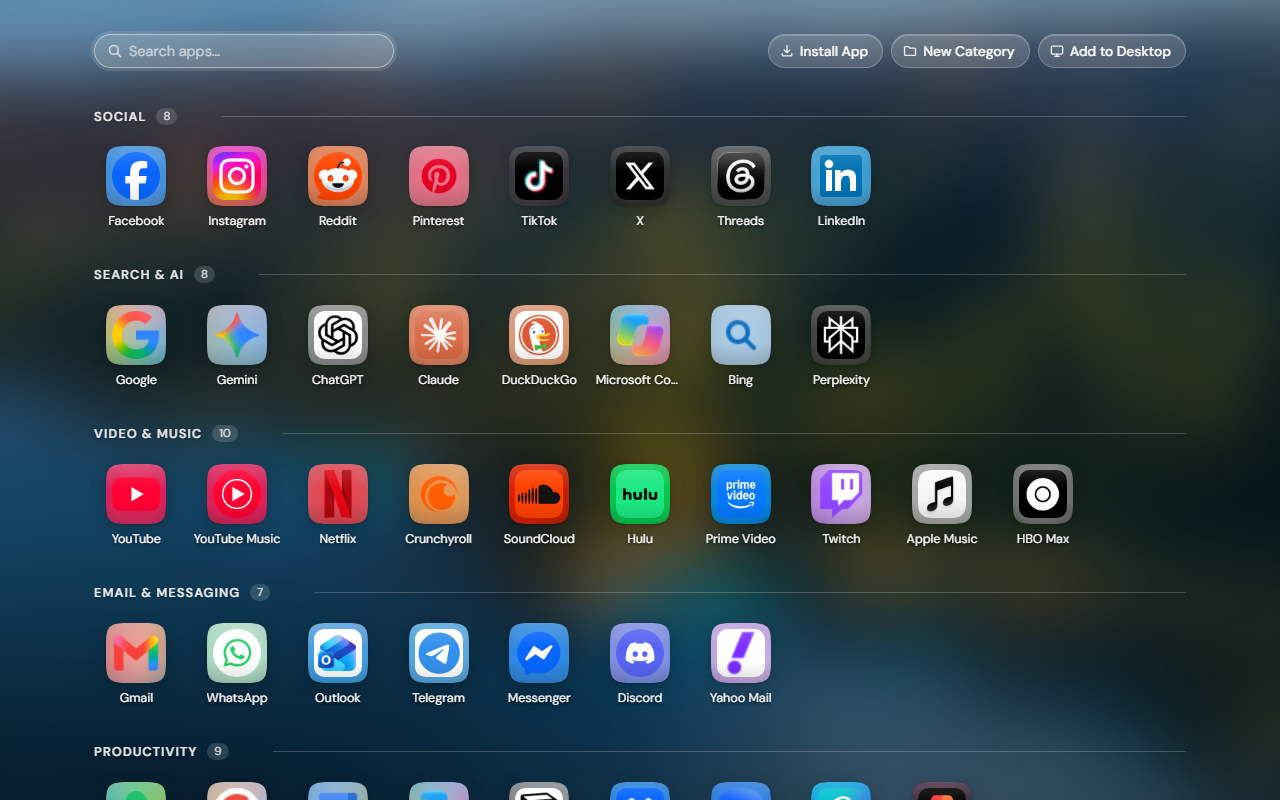 Search apps...
Install App
New Category
Add to Desktop
SOCIAL 8
Facebook
Instagram
Reddit
Pinterest
TikTok
X
Threads
LinkedIn
SEARCH & AI 8
Google
Gemini
ChatGPT
Claude
DuckDuckGo
Microsoft Co...
Bing
Perplexity
VIDEO & MUSIC 10
hulu
prime
video
YouTube
YouTube Music
Netflix
Crunchyroll
SoundCloud
Hulu
Prime Video
Twitch
Apple Music
HBO Max
EMAIL & MESSAGING 7
Gmail
WhatsApp
Outlook
Telegram
Messenger
Discord
Yahoo Mail
PRODUCTIVITY 9